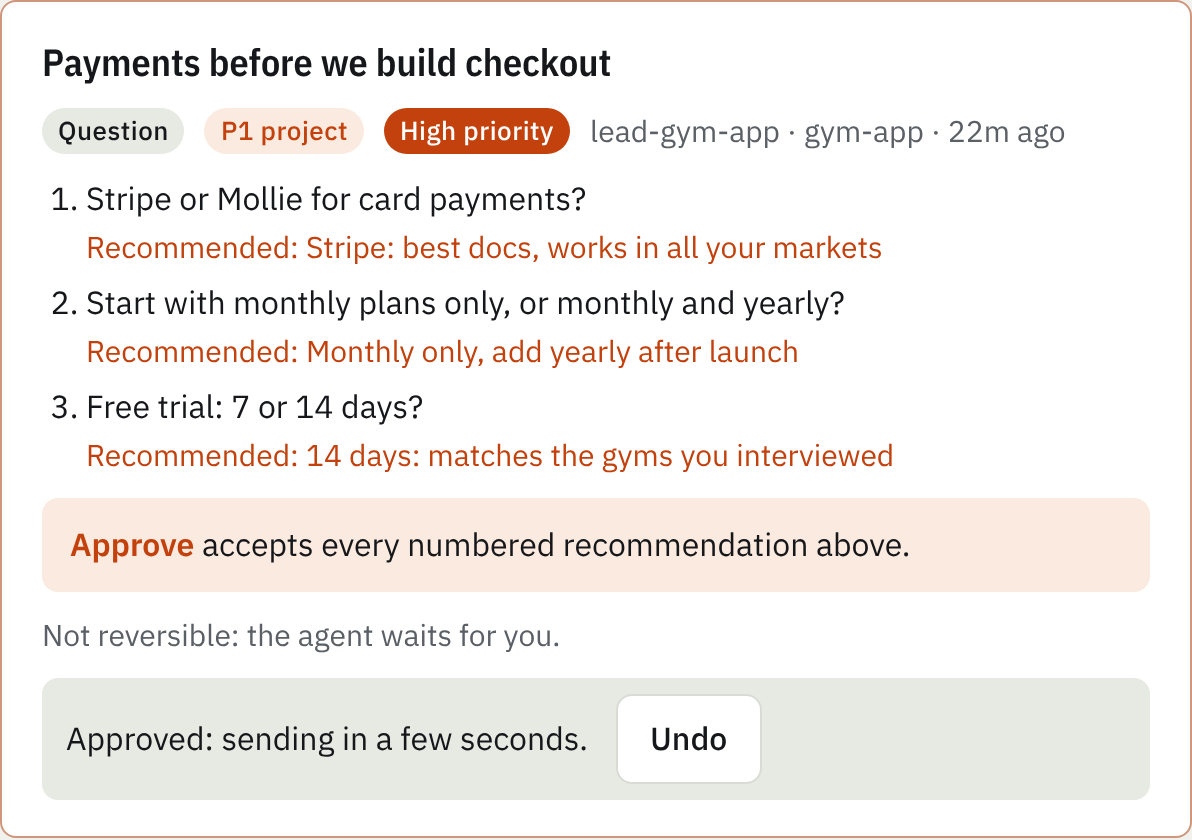 Payments before we build checkout
Question P1 project High priority lead-gym-app · gym-app · 22m ago
1. Stripe or Mollie for card payments?
Recommended: Stripe: best docs, works in all your markets
2. Start with monthly plans only, or monthly and yearly?
Recommended: Monthly only, add yearly after launch
3. Free trial: 7 or 14 days?
Recommended: 14 days: matches the gyms you interviewed
Approve accepts every numbered recommendation above.
Not reversible: the agent waits for you.
Approved: sending in a few seconds. Undo